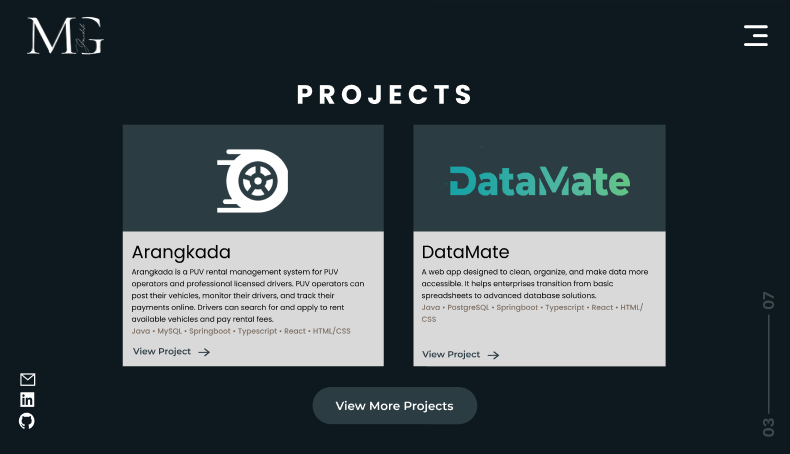 MG
PROJECTS
DataMate
Arangkada
Arangkada is a PUV rental management system for PUV
operators and professional licensed drivers. PUV operators can
post their vehicles, monitor their drivers, and track their
payments online. Drivers can search for and apply to rent
available vehicles and pay rental fees.
Java • MySQL • Springboot • Typescript • React • HTML/CSS
View Project
DataMate
A web app designed to clean, organize, and make data more
accessible. It helps enterprises transition from basic
spreadsheets to advanced database solutions.
Java • PostgreSQL • Springboot • Typescript • React • HTML/
CSS
View Project
View More Projects
07
03
in